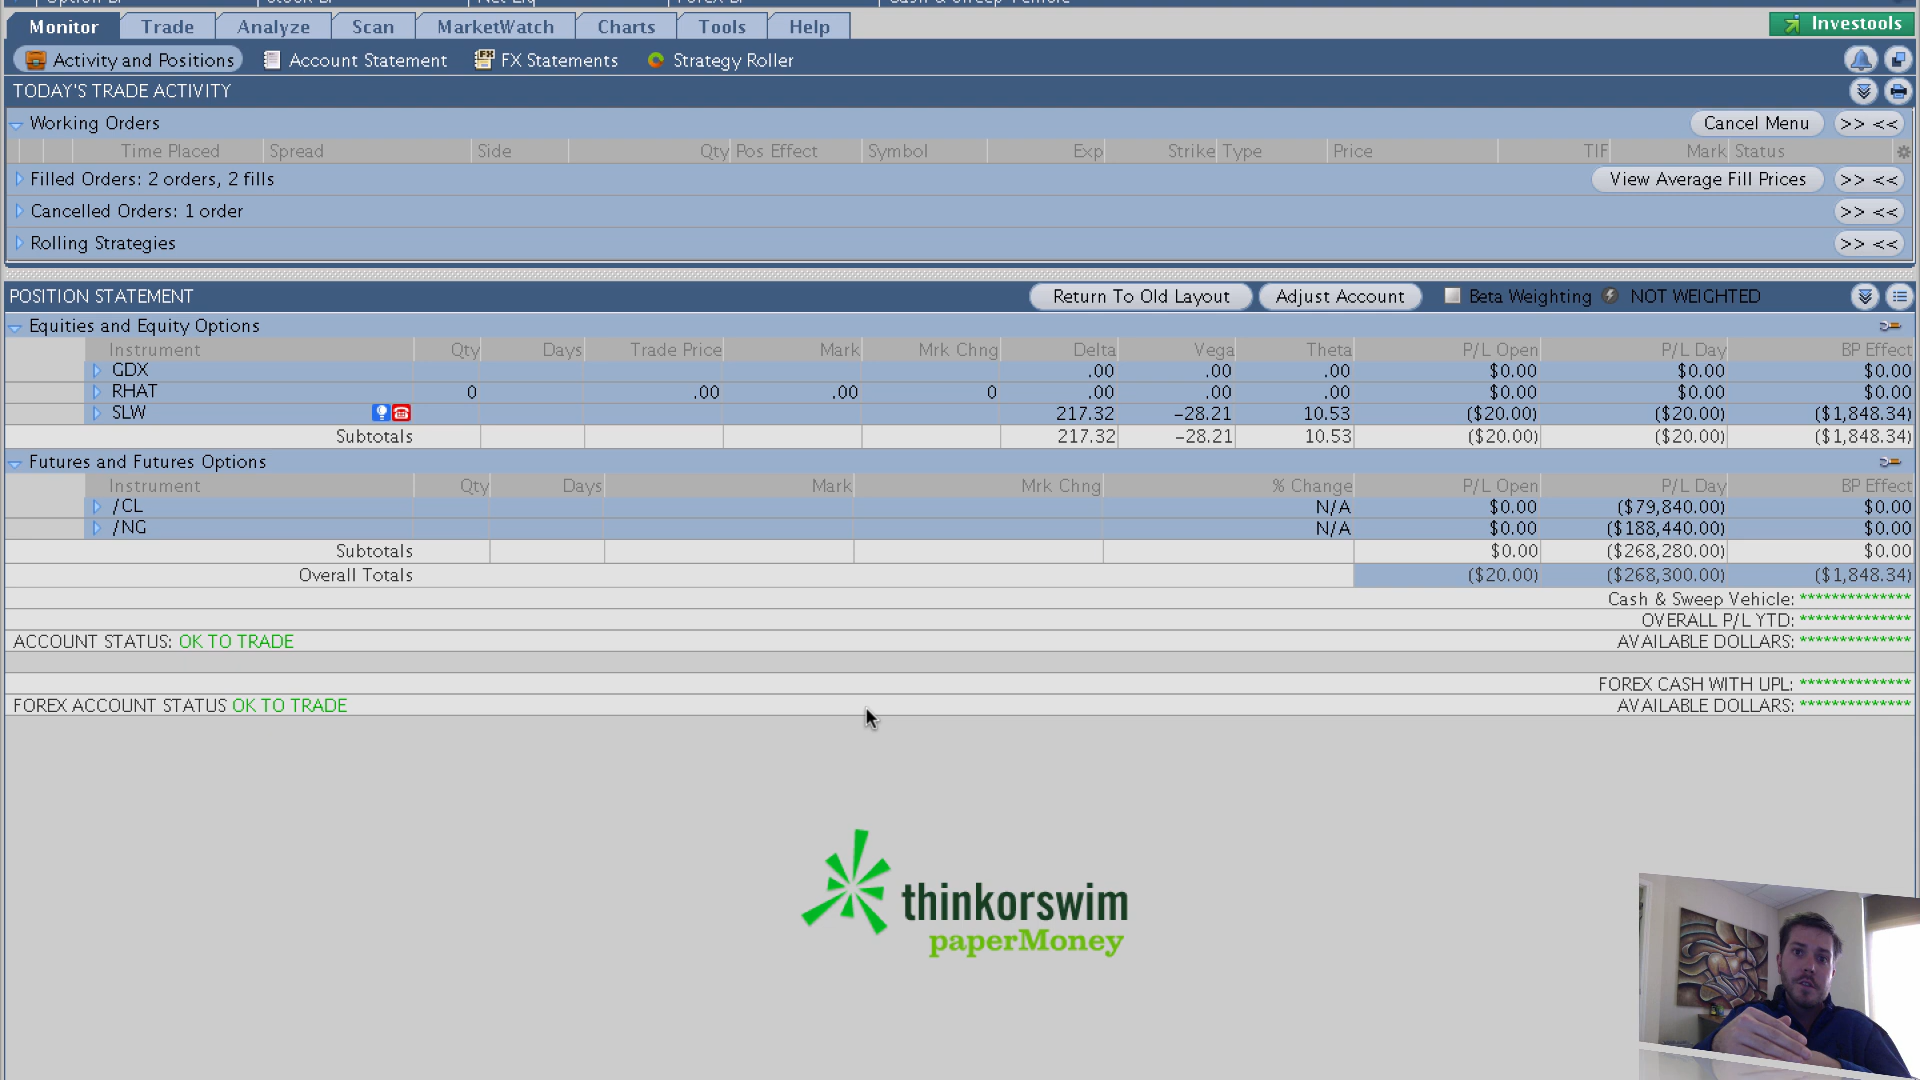 Monitor Trade Analyze Scan MarketWatch Charts Tools Help Investools
Activity and Positions Account Statement FX Statements Strategy Roller
TODAY'S TRADE ACTIVITY
Working Orders Cancel Menu >> <<
Time Placed Spread Side Qty Pos Effect Symbol Exp Strike Type Price TIF Mark Status
Filled Orders: 2 orders, 2 fills View Average Fill Prices >> <<
Cancelled Orders: 1 order >> <<
Rolling Strategies >> <<
POSITION STATEMENT Return To Old Layout Adjust Account Beta Weighting NOT WEIGHTED
Equities and Equity Options
Instrument Qty Days Trade Price Mark Mrk Chng Delta Vega Theta P/L Open P/L Day BP Effect
GDX .00 .00 .00 $0.00 $0.00 $0.00
RHAT 0 .00 .00 0 .00 .00 .00 $0.00 $0.00 $0.00
SLW 217.32 -28.21 10.53 ($20.00) ($20.00) ($1,848.34)
Subtotals 217.32 -28.21 10.53 ($20.00) ($20.00) ($1,848.34)
Futures and Futures Options
Instrument Qty Days Mark Mrk Chng % Change P/L Open P/L Day BP Effect
/CL N/A $0.00 ($79,840.00) $0.00
/NG N/A $0.00 ($188,440.00) $0.00
Subtotals $0.00 ($268,280.00) $0.00
Overall Totals ($20.00) ($268,300.00) ($1,848.34)
Cash & Sweep Vehicle: **************
OVERALL P/L YTD: **************
ACCOUNT STATUS: OK TO TRADE AVAILABLE DOLLARS: **************
FOREX CASH WITH UPL: **************
FOREX ACCOUNT STATUS OK TO TRADE AVAILABLE DOLLARS: **************
thinkorswim
paperMoney